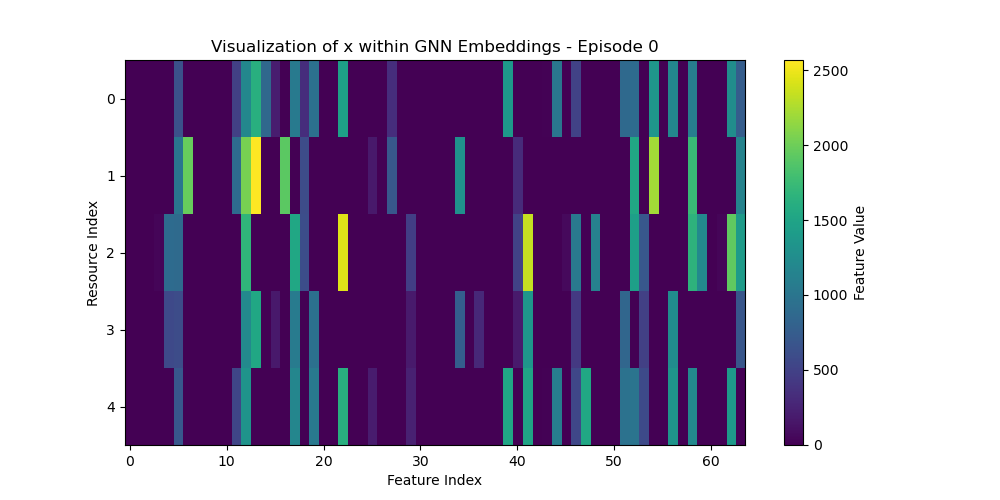 Visualization of x within GNN Embeddings - Episode 0
0
1
2
3
4
Resource Index
0 10 20 30 40 50 60
Feature Index
2500
2000
1500
1000
500
0
Feature Value